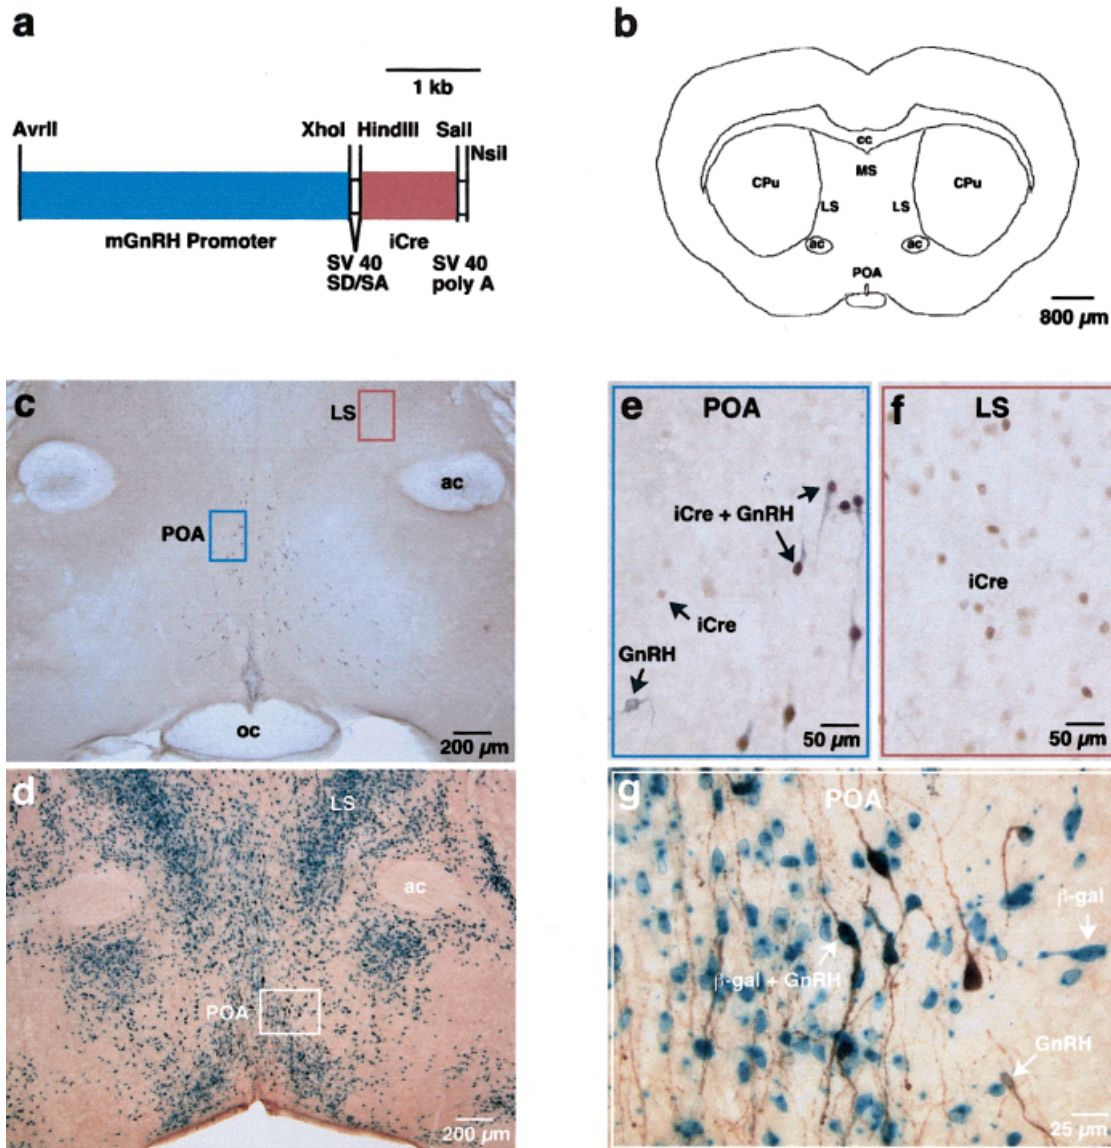 a
1 kb
AvrII XhoI HindIII SalI
NsiI
mGnRH Promoter iCre
SV 40 SV 40
SD/SA poly A
b
cc
MS
CPu CPu
LS LS
ac ac
POA
800 µm
c
LS
ac
POA
oc
200 µm
d
LS
ac
POA
200 µm
e POA
iCre + GnRH
iCre
GnRH
50 µm
f LS
iCre
50 µm
g POA
β-gal
β-gal + GnRH
GnRH
25 µm